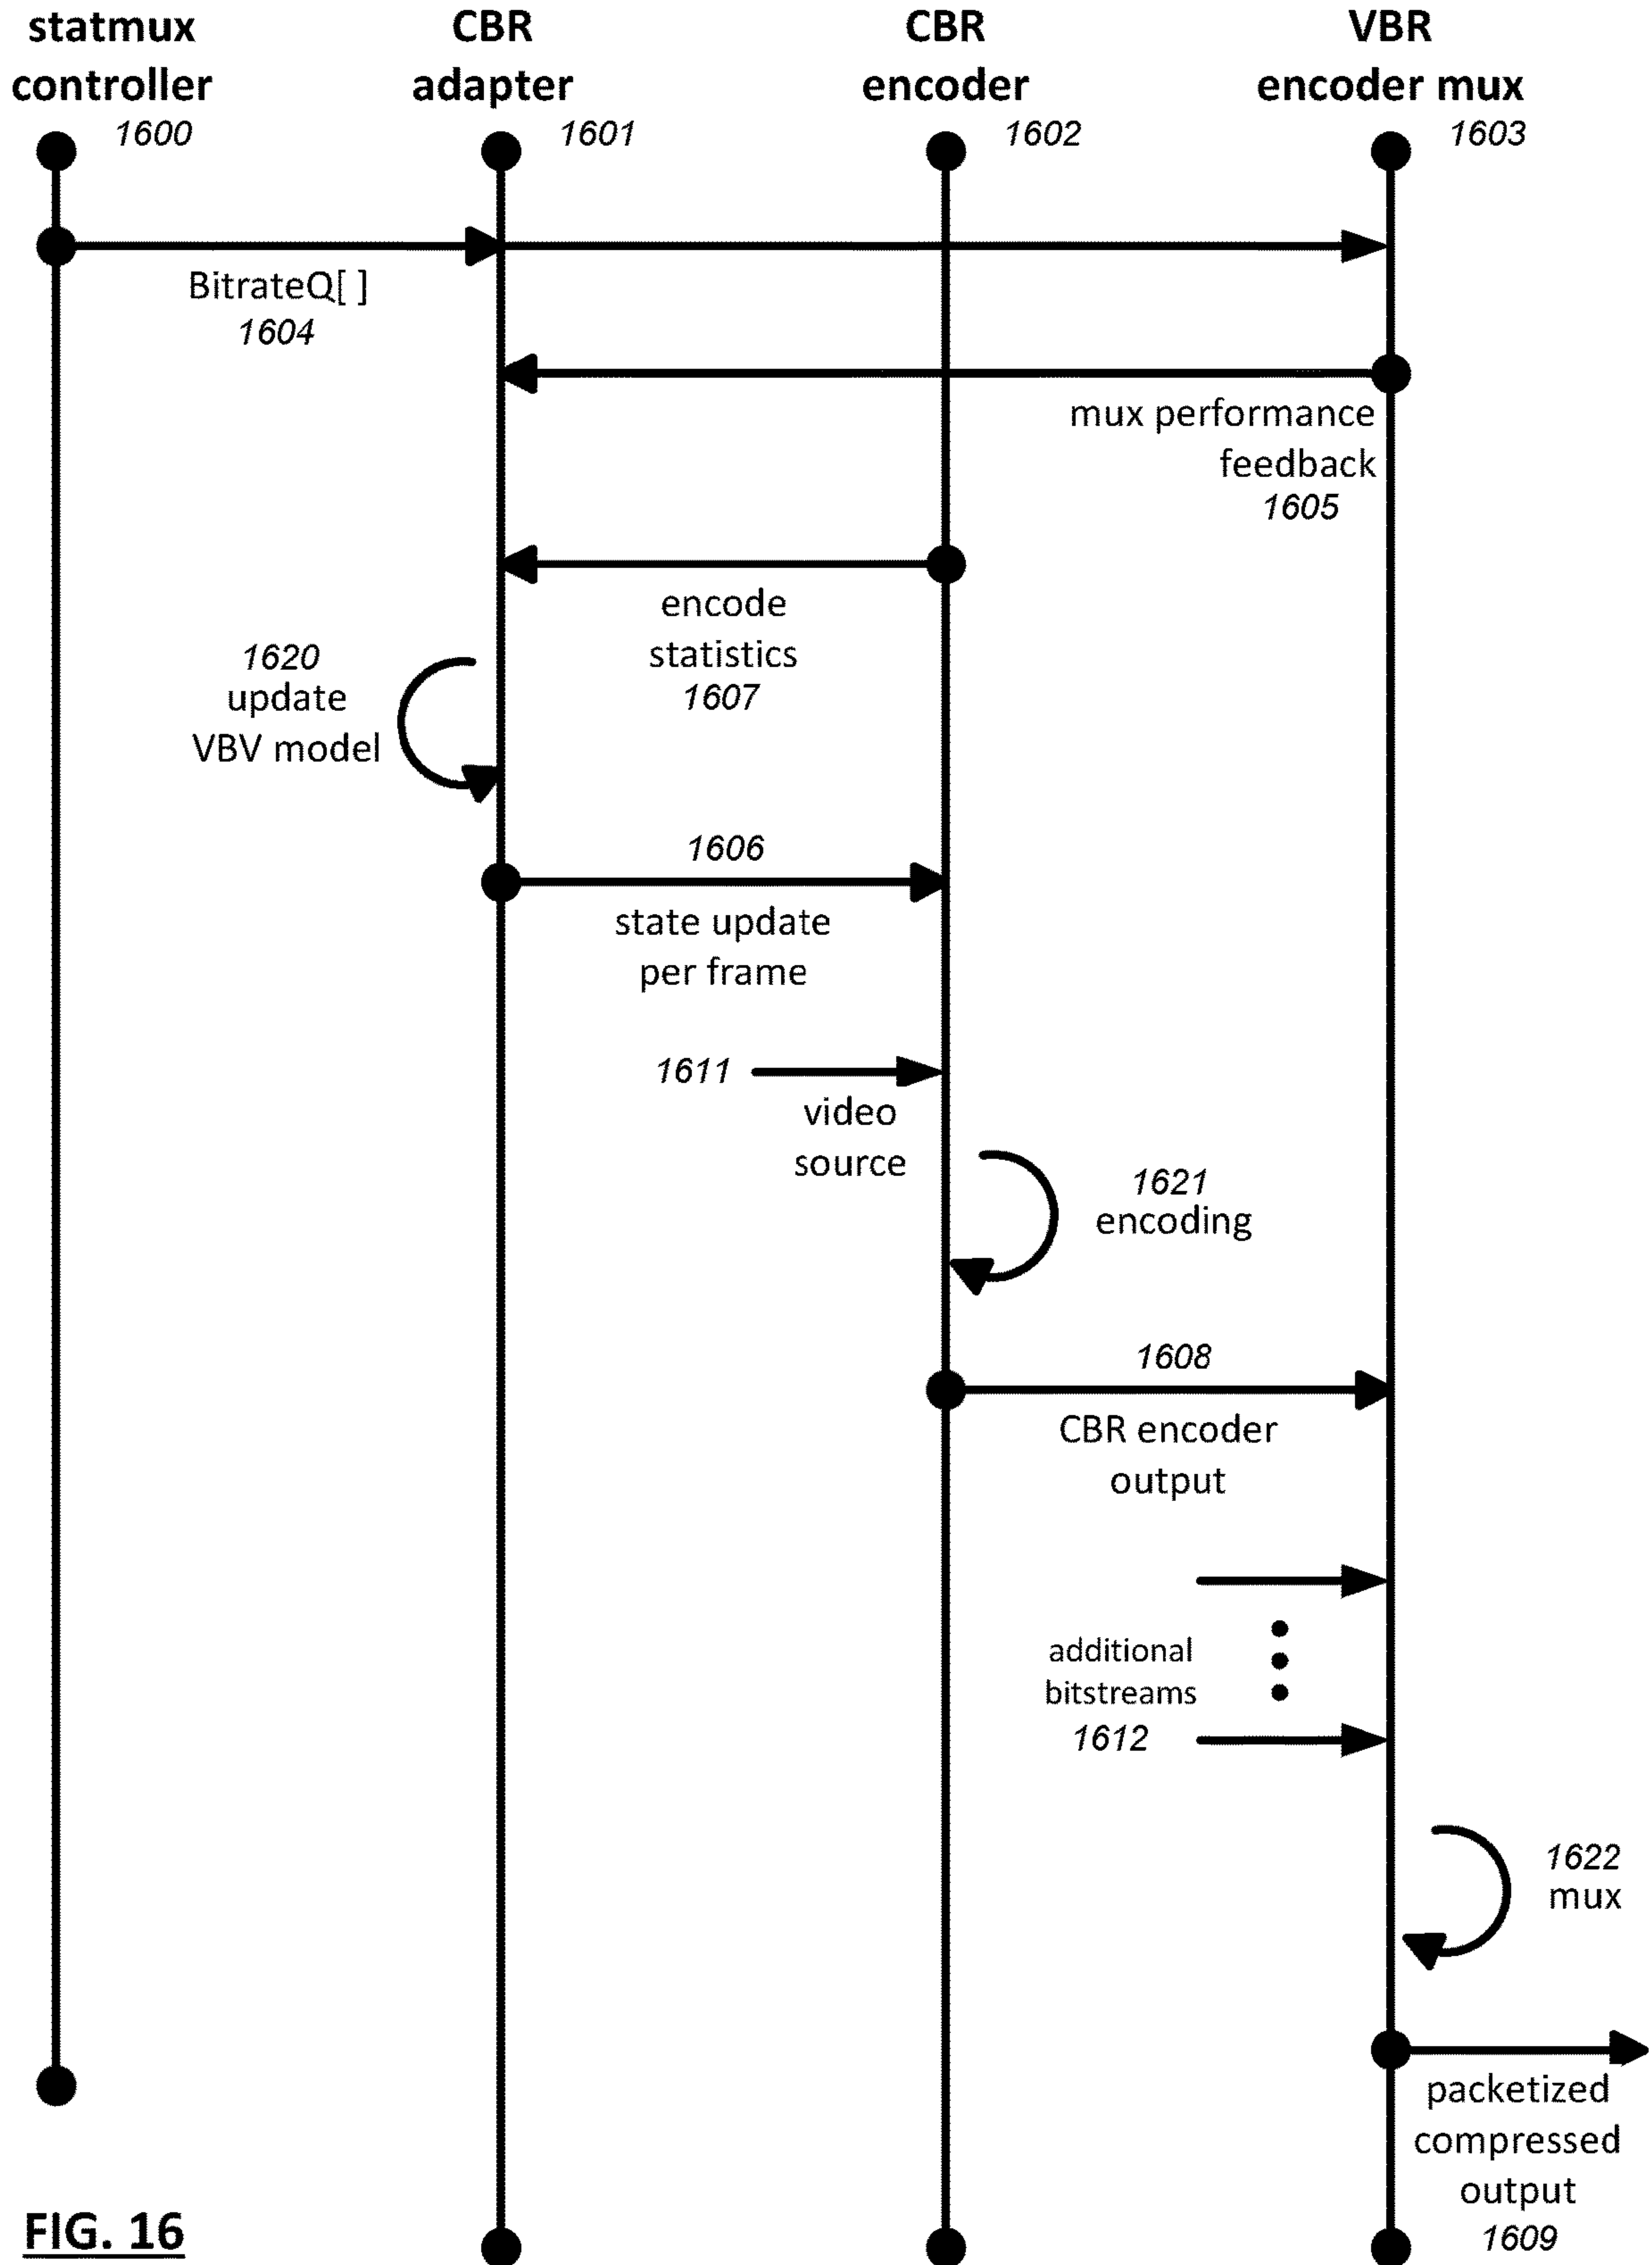 statmux
controller
1600
CBR
adapter
1601
CBR
encoder
1602
VBR
encoder mux
1603
BitrateQ[ ]
1604
mux performance
feedback
1605
encode
statistics
1607
1620
update
VBV model
1606
state update
per frame
1611
video
source
1621
encoding
1608
CBR encoder
output
additional
bitstreams
1612
1622
mux
packetized
compressed
output
1609
FIG. 16